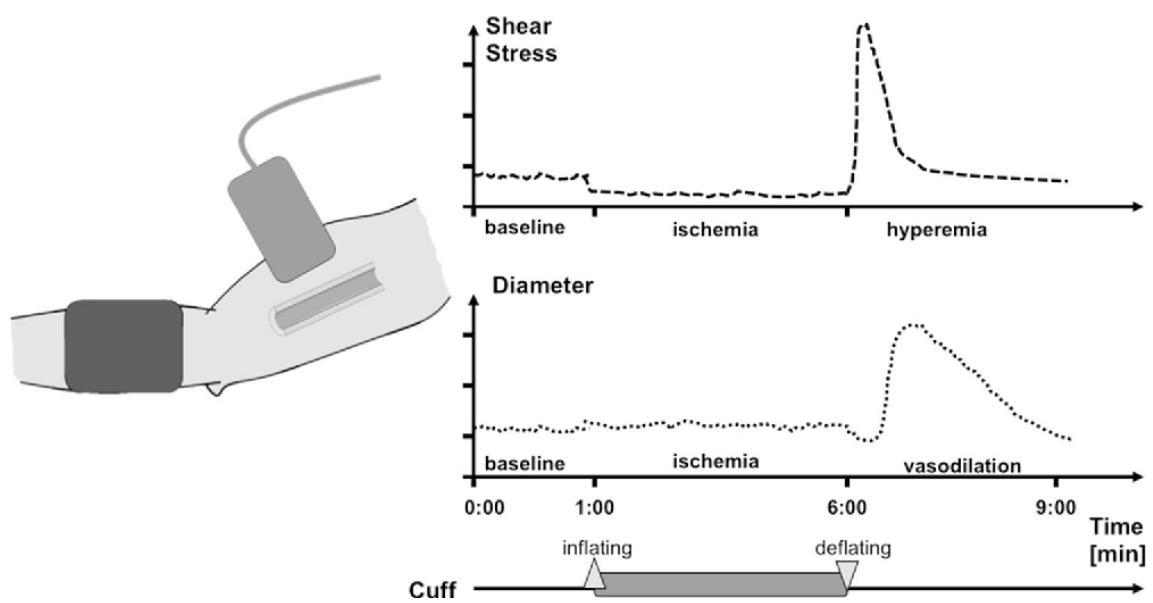 Shear
Stress
baseline ischemia hyperemia
Diameter
baseline ischemia vasodilation
0:00 1:00 6:00 9:00
Time
[min]
inflating deflating
Cuff